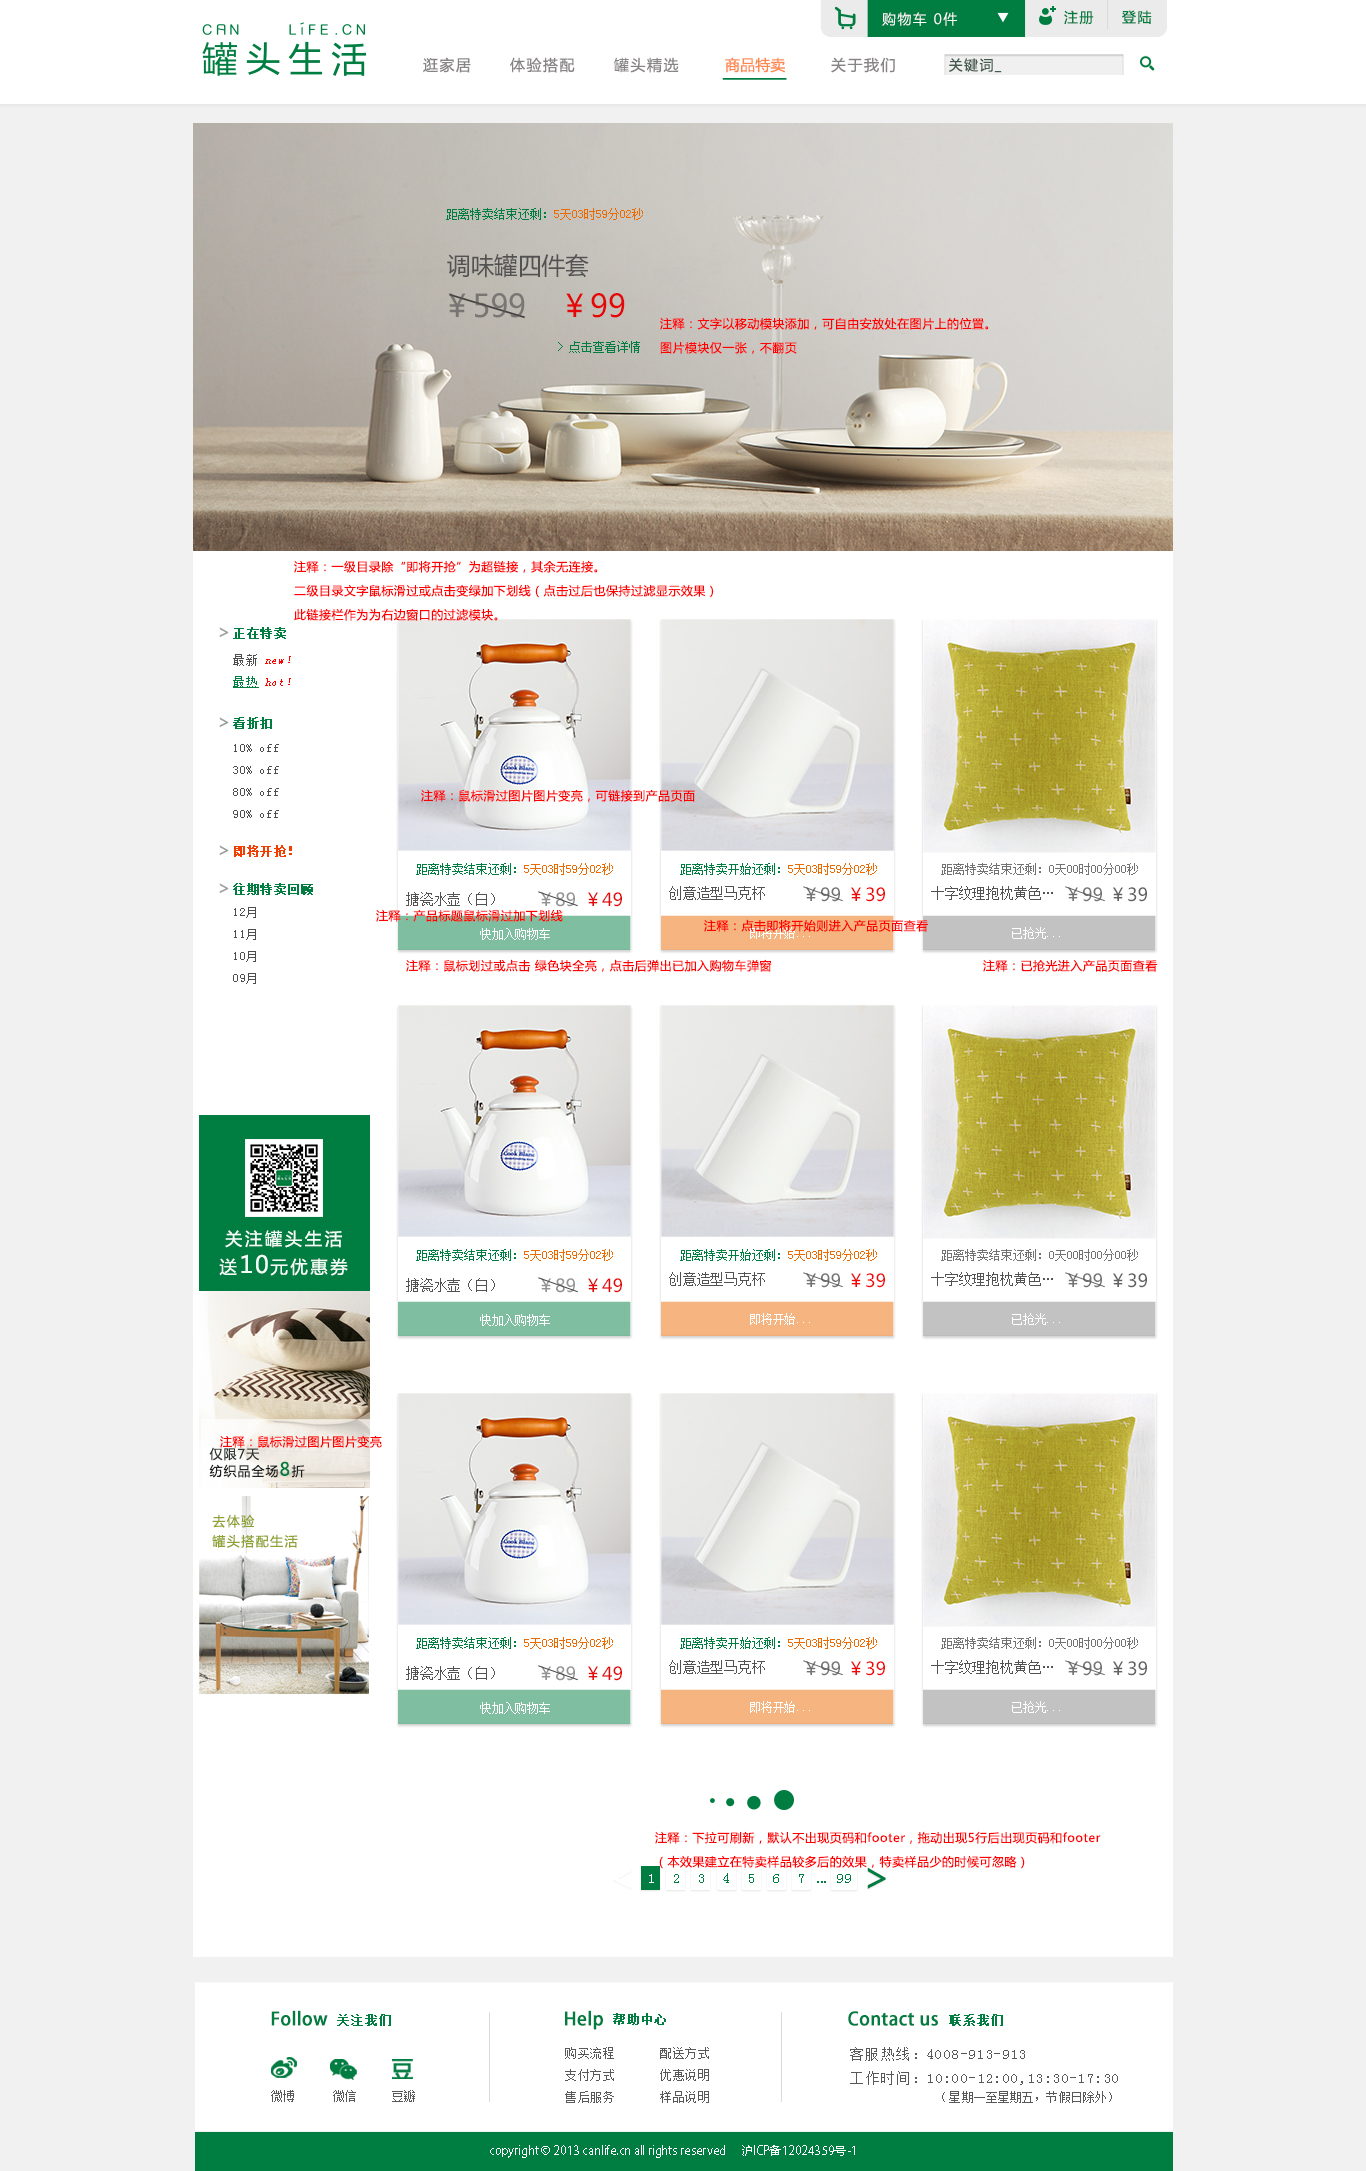 CAN LiFE.CN
罐头生活
购物车 0件
注册
登陆
逛家居
体验搭配
罐头精选
商品特卖
关于我们
关键词_
距离特卖结束还剩：5天03时59分02秒
调味罐四件套
¥599 ¥99
注释：文字以移动模块添加，可自由安放处在图片上的位置。
图片模块仅一张，不翻页
> 点击查看详情
注释：一级目录除“即将开抢”为超链接，其余无连接。
二级目录文字鼠标滑过或点击变绿加下划线（点击过后也保持过滤显示效果）
此链接栏作为为右边窗口的过滤模块。
> 正在特卖
最新 new!
最热 hot!
> 看折扣
10% off
30% off
80% off
90% off
> 即将开抢!
> 往期特卖回顾
12月
11月
10月
09月
Cook Blanc
注释：鼠标滑过图片图片变亮，可链接到产品页面
距离特卖结束还剩：5天03时59分02秒
搪瓷水壶（白） ¥89 ¥49
注释：产品标题鼠标滑过加下划线
快加入购物车
距离特卖开始还剩：5天03时59分02秒
创意造型马克杯 ¥99 ¥39
注释：点击即将开始则进入产品页面查看
即将开始...
距离特卖结束还剩：0天00时00分00秒
十字纹理抱枕黄色… ¥99 ¥39
已抢光...
注释：鼠标划过或点击 绿色块全亮，点击后弹出已加入购物车弹窗
注释：已抢光进入产品页面查看
Cook Blanc
距离特卖结束还剩：5天03时59分02秒
搪瓷水壶（白） ¥89 ¥49
快加入购物车
距离特卖开始还剩：5天03时59分02秒
创意造型马克杯 ¥99 ¥39
即将开始...
距离特卖结束还剩：0天00时00分00秒
十字纹理抱枕黄色… ¥99 ¥39
已抢光...
关注罐头生活
送10元优惠券
注释：鼠标滑过图片图片变亮
仅限7天
纺织品全场8折
去体验
罐头搭配生活
Cook Blanc
距离特卖结束还剩：5天03时59分02秒
搪瓷水壶（白） ¥89 ¥49
快加入购物车
距离特卖开始还剩：5天03时59分02秒
创意造型马克杯 ¥99 ¥39
即将开始...
距离特卖结束还剩：0天00时00分00秒
十字纹理抱枕黄色… ¥99 ¥39
已抢光...
注释：下拉可刷新，默认不出现页码和footer，拖动出现5行后出现页码和footer
（本效果建立在特卖样品较多后的效果，特卖样品少的时候可忽略）
1 2 3 4 5 6 7 ... 99 >
Follow 关注我们
微博 微信 豆瓣
豆
Help 帮助中心
购买流程 配送方式
支付方式 优惠说明
售后服务 样品说明
Contact us 联系我们
客服热线：4008-913-913
工作时间：10:00-12:00,13:30-17:30
（星期一至星期五，节假日除外）
copyright © 2013 canlife.cn all rights reserved 沪ICP备12024359号-1